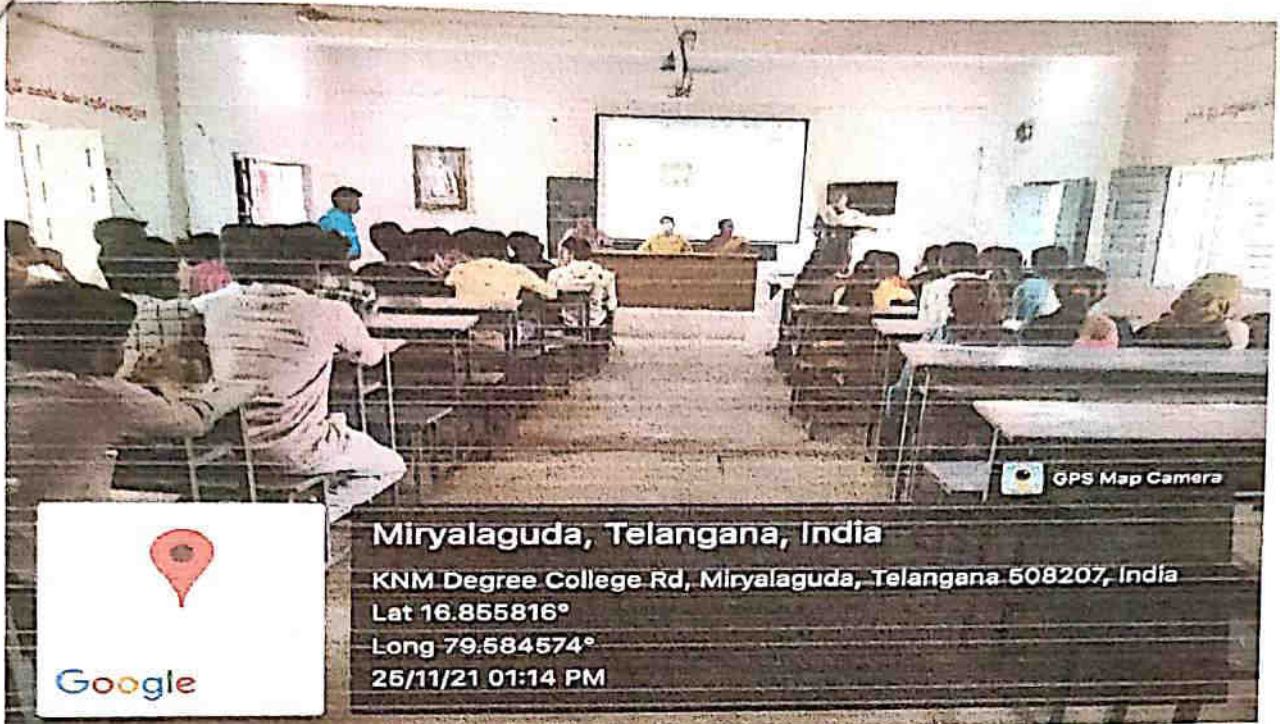 GPS Map Camera
Miryalaguda, Telangana, India
KNM Degree College Rd, Miryalaguda, Telangana 508207, India
Lat 16.855816°
Long 79.584574°
25/11/21 01:14 PM
Google